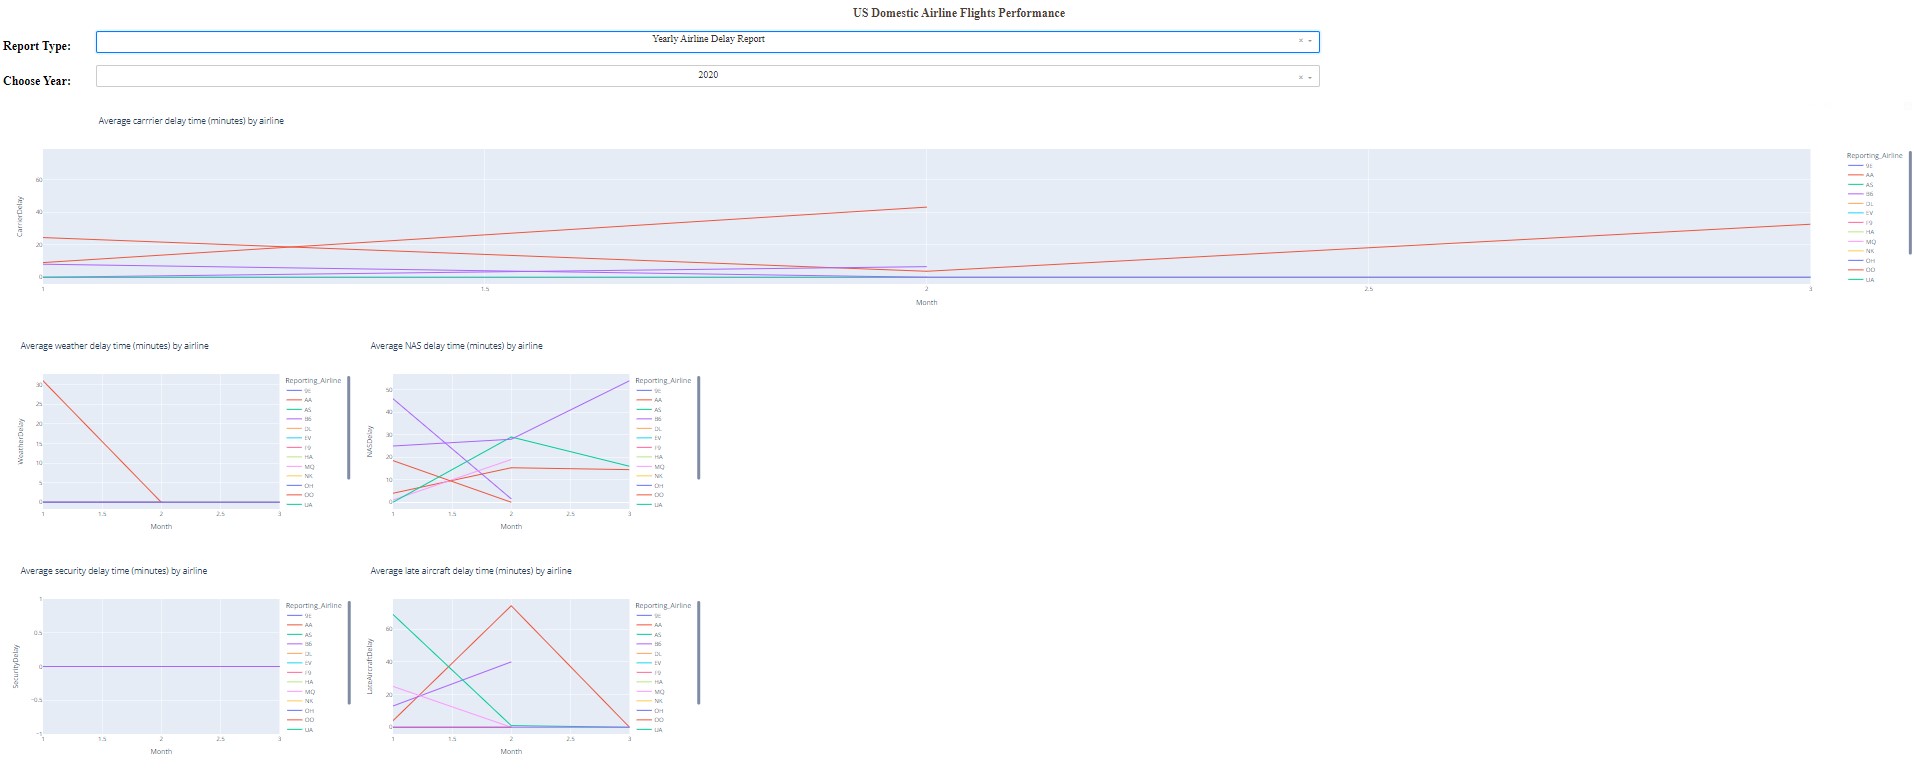 US Domestic Airline Flights Performance
Report Type:
Yearly Airline Delay Report
× 
Choose Year:
2020
× 
Average carrrier delay time (minutes) by airline
CarrierDelay
60
40
20
0
1
1.5
2
2.5
3
Month
Reporting_Airline
9E
AA
AS
B6
DL
EV
F9
HA
MQ
NK
OH
OO
UA
Average weather delay time (minutes) by airline
WeatherDelay
30
25
20
15
10
5
0
1
1.5
2
2.5
3
Month
Reporting_Airline
9E
AA
AS
B6
DL
EV
F9
HA
MQ
NK
OH
OO
UA
Average NAS delay time (minutes) by airline
NASDelay
50
40
30
20
10
0
1
1.5
2
2.5
3
Month
Reporting_Airline
9E
AA
AS
B6
DL
EV
F9
HA
MQ
NK
OH
OO
UA
Average security delay time (minutes) by airline
SecurityDelay
1
0.5
0
−0.5
−1
1
1.5
2
2.5
3
Month
Reporting_Airline
9E
AA
AS
B6
DL
EV
F9
HA
MQ
NK
OH
OO
UA
Average late aircraft delay time (minutes) by airline
LateAircraftDelay
60
40
20
0
1
1.5
2
2.5
3
Month
Reporting_Airline
9E
AA
AS
B6
DL
EV
F9
HA
MQ
NK
OH
OO
UA